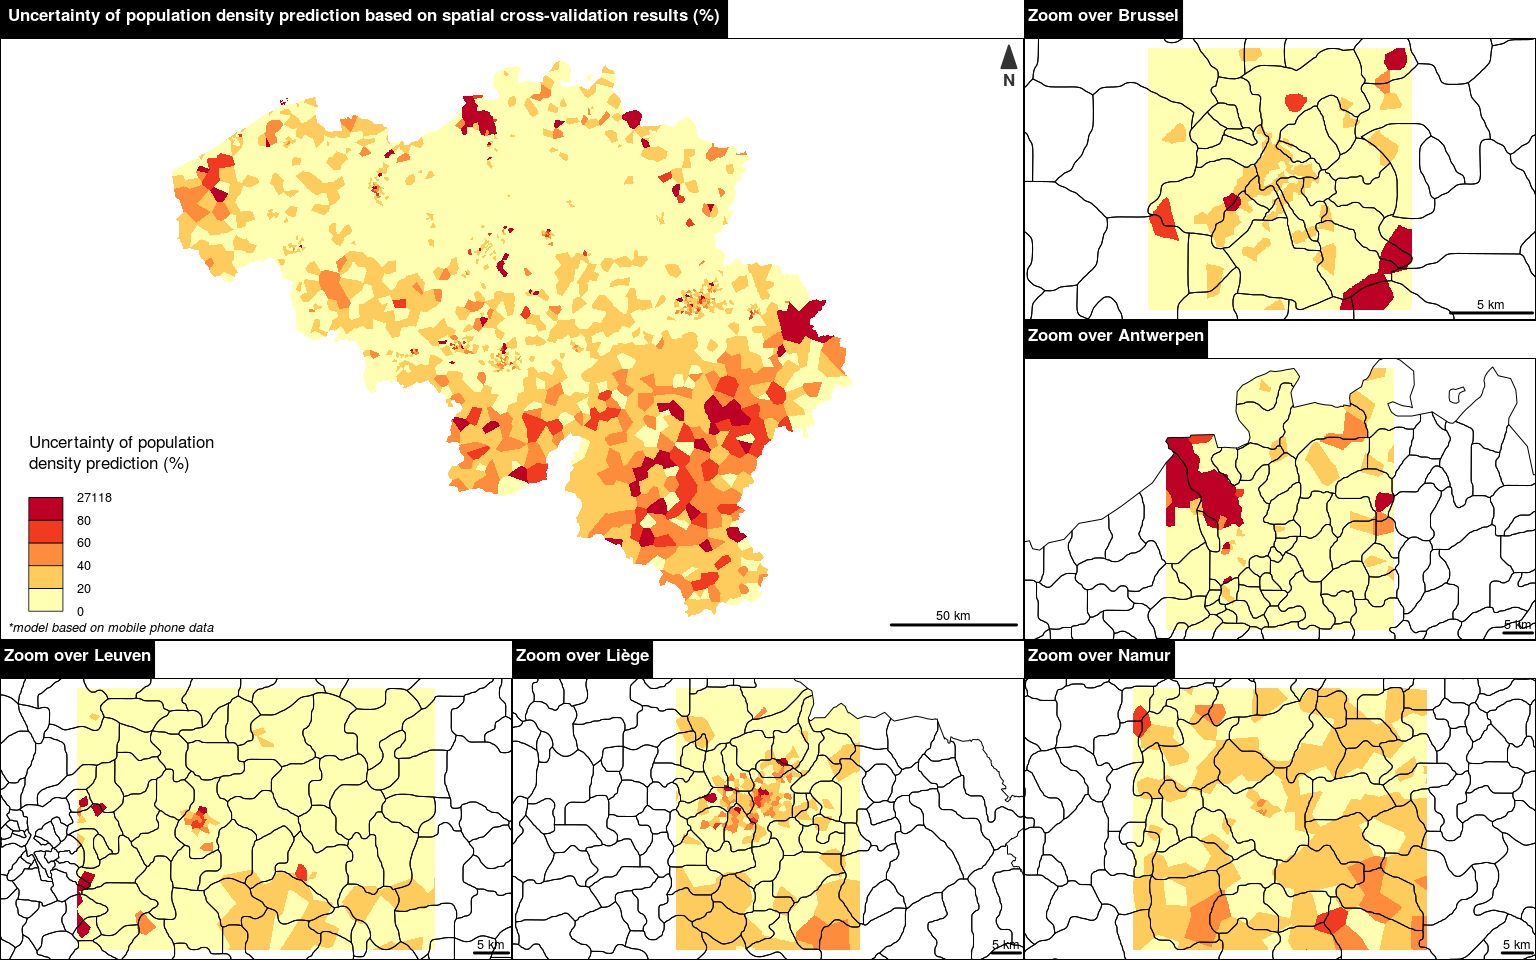 Uncertainty of population density prediction based on spatial cross-validation results (%)
N
Uncertainty of population
density prediction (%)
27118
80
60
40
20
0
*model based on mobile phone data
50 km
Zoom over Brussel
5 km
Zoom over Antwerpen
5 km
Zoom over Leuven
5 km
Zoom over Liège
5 km
Zoom over Namur
5 km